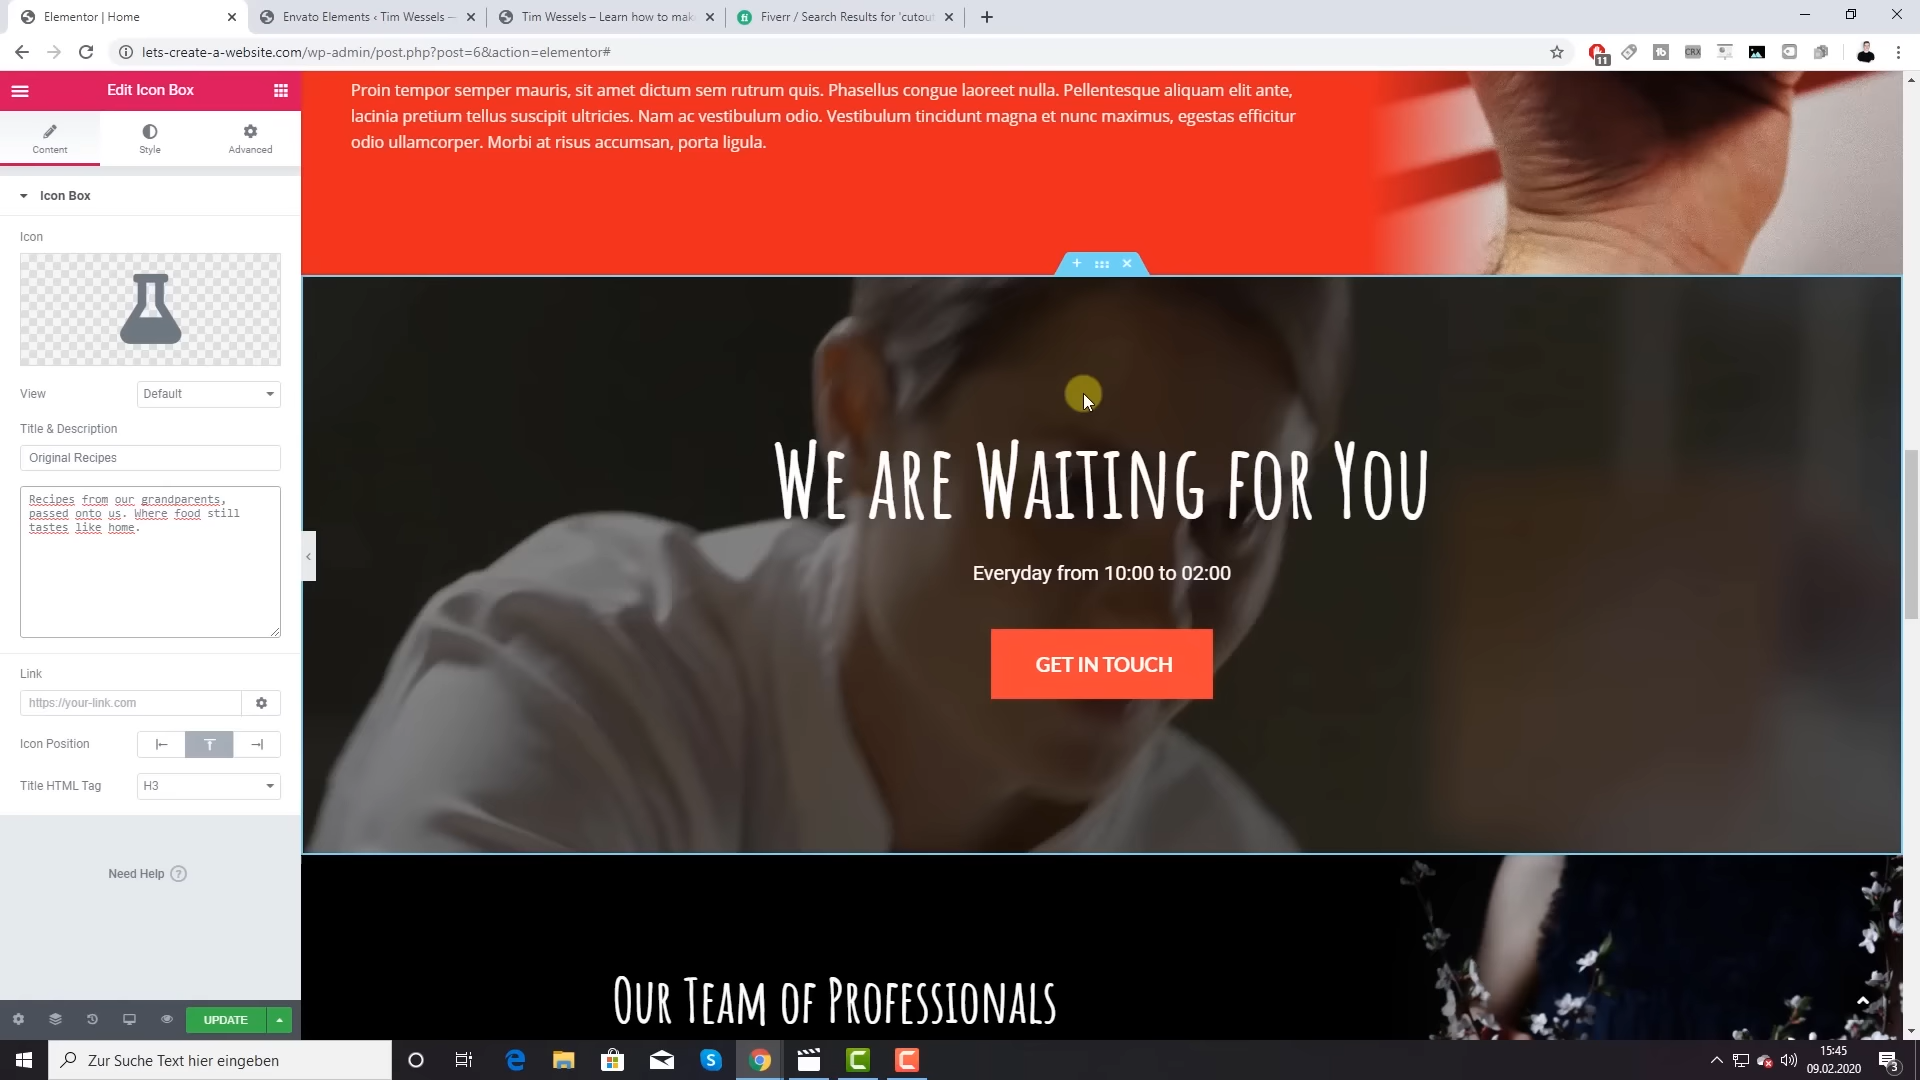 Elementor | Home
Envato Elements ‹ Tim Wessels —
Tim Wessels – Learn how to mak
Fiverr / Search Results for 'cutout
lets-create-a-website.com/wp-admin/post.php?post=6&action=elementor#
11
Edit Icon Box
Content
Style
Advanced
Icon Box
Icon
View
Default
Title & Description
Original Recipes
Recipes from our grandparents,
passed onto us. Where food still
tastes like home.
Link
https://your-link.com
Icon Position
Title HTML Tag
H3
Need Help
UPDATE
Proin tempor semper mauris, sit amet dictum sem rutrum quis. Phasellus congue laoreet nulla. Pellentesque aliquam elit ante,
lacinia pretium tellus suscipit ultricies. Nam ac vestibulum odio. Vestibulum tincidunt magna et nunc maximus, egestas efficitur
odio ullamcorper. Morbi at risus accumsan, porta ligula.
We are Waiting for You
Everyday from 10:00 to 02:00
GET IN TOUCH
Our Team of Professionals
Zur Suche Text hier eingeben
15:45
09.02.2020
3